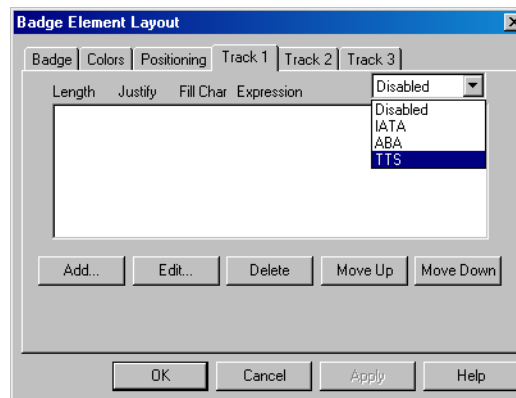 Badge Element Layout
Badge Colors Positioning Track 1 Track 2 Track 3
Length Justify Fill Char Expression Disabled
Disabled
IATA
ABA
TTS
Add... Edit... Delete Move Up Move Down
OK Cancel Apply Help